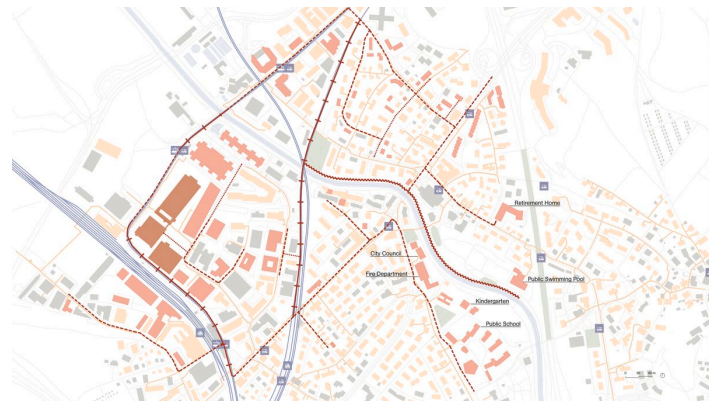 Retirement Home
City Council
Fire Department
Public Swimming Pool
Kindergarten
Public School